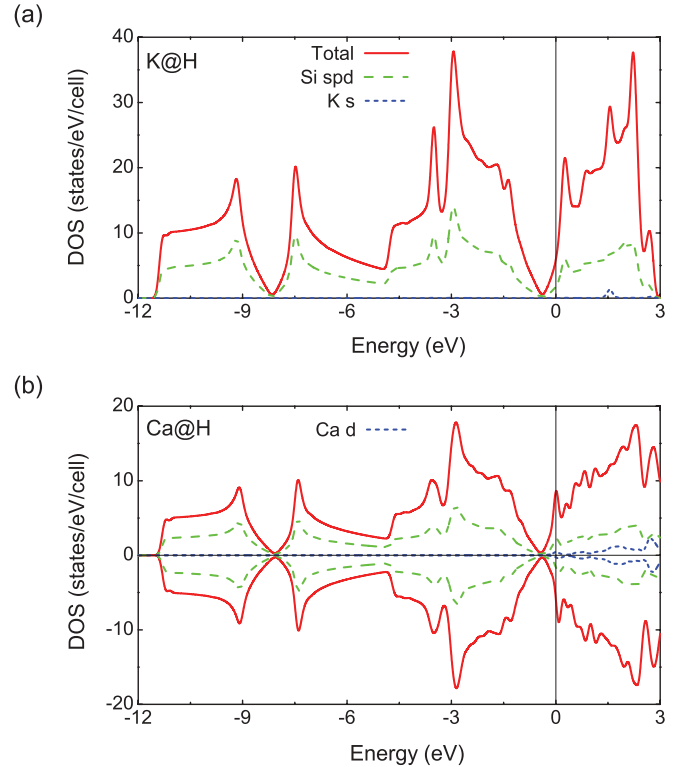 (a)
K@H
Total
Si spd
K s
DOS (states/eV/cell)
40
30
20
10
0
-12
-9
-6
-3
0
3
Energy (eV)
(b)
Ca@H
Ca d
DOS (states/eV/cell)
20
10
0
-10
-20
-12
-9
-6
-3
0
3
Energy (eV)